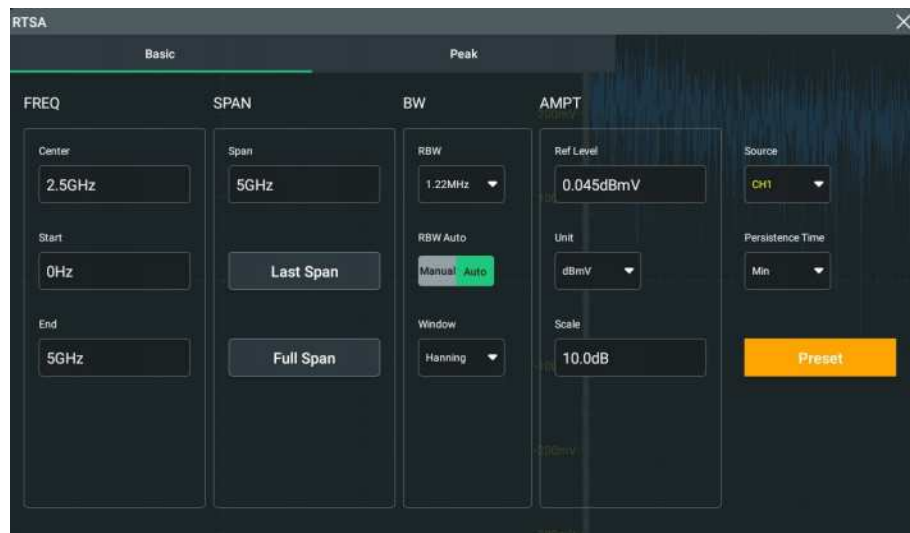 RTSA
Basic
Peak
FREQ
SPAN
BW
AMPT
Center
2.5GHz
Start
0Hz
End
5GHz
Span
5GHz
Last Span
Full Span
RBW
1.22MHz
RBW Auto
Manual Auto
Window
Hanning
Ref Level
0.045dBmV
Unit
dBmV
Scale
10.0dB
Source
CH1
Persistence Time
Min
Preset